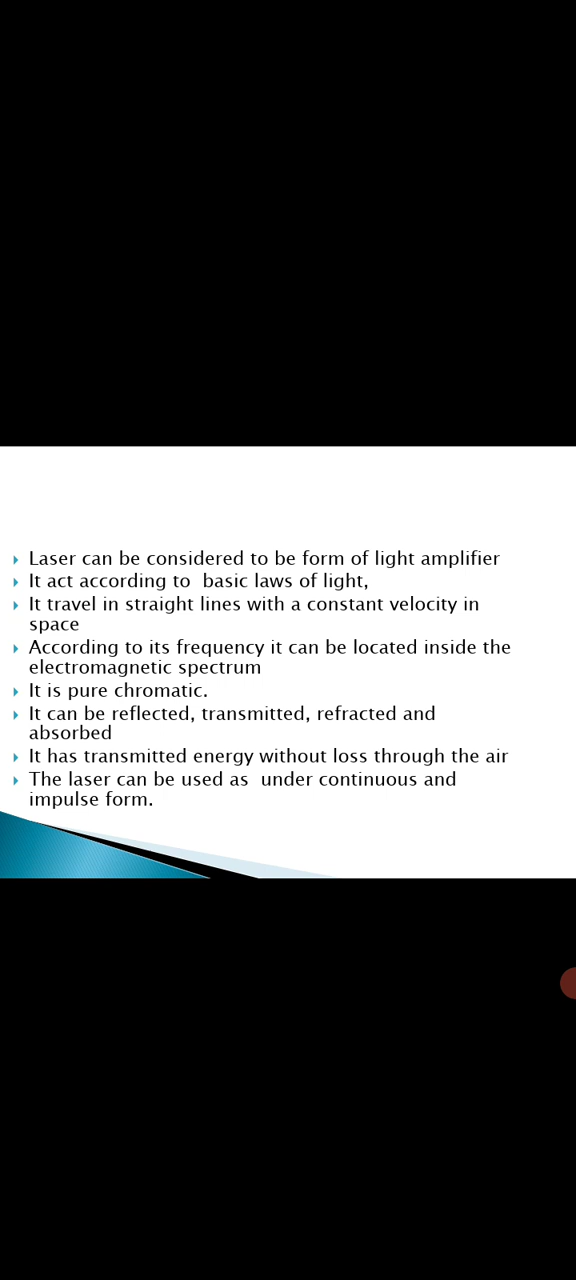 Laser can be considered to be form of light amplifier
It act according to  basic laws of light,
It travel in straight lines with a constant velocity in
space
According to its frequency it can be located inside the
electromagnetic spectrum
It is pure chromatic.
It can be reflected, transmitted, refracted and
absorbed
It has transmitted energy without loss through the air
The laser can be used as  under continuous and
impulse form.